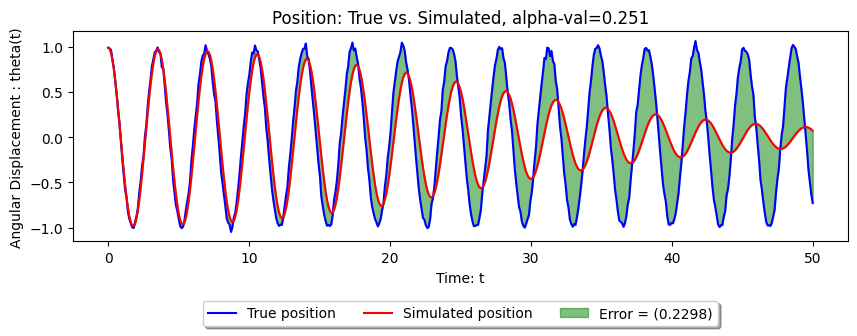 Position: True vs. Simulated, alpha-val=0.251
Angular Displacement : theta(t)
1.0
0.5
0.0
−0.5
−1.0
0 10 20 30 40 50
Time: t
True position Simulated position Error = (0.2298)